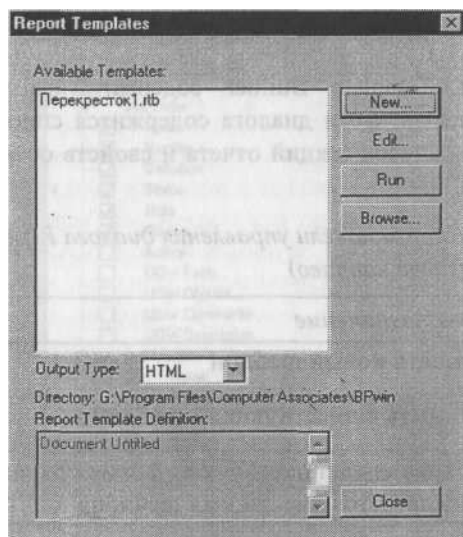 Report Templates
Available Templates:
Перекресток1.rtb
New...
Edit...
Run
Browse...
Output Type: HTML
Directory: G:\Program Files\Computer Associates\BPwin
Report Template Definition:
Document Untitled
Close